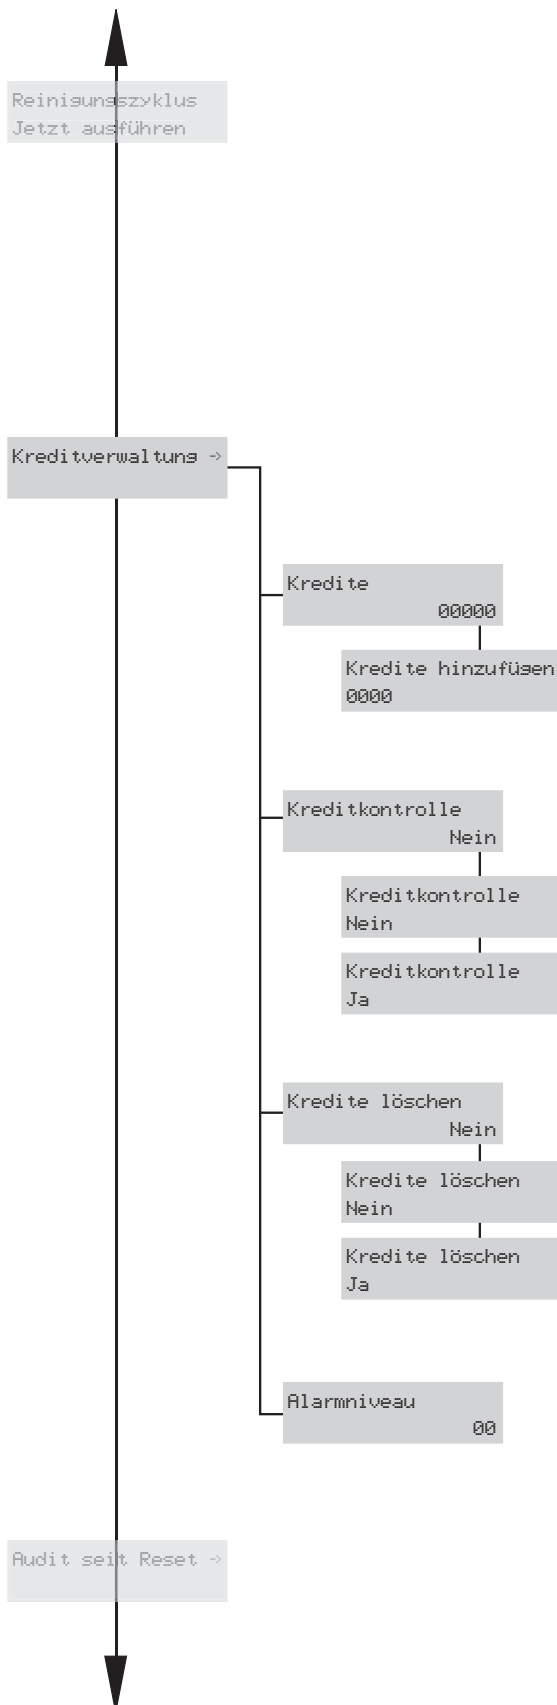 Reinigungszyklus
Jetzt ausführen
Kreditverwaltung ->
Kredite
00000
Kredite hinzufügen
0000
Kreditkontrolle
Nein
Kreditkontrolle
Nein
Kreditkontrolle
Ja
Kredite löschen
Nein
Kredite löschen
Nein
Kredite löschen
Ja
Alarmniveau
00
Audit seit Reset ->